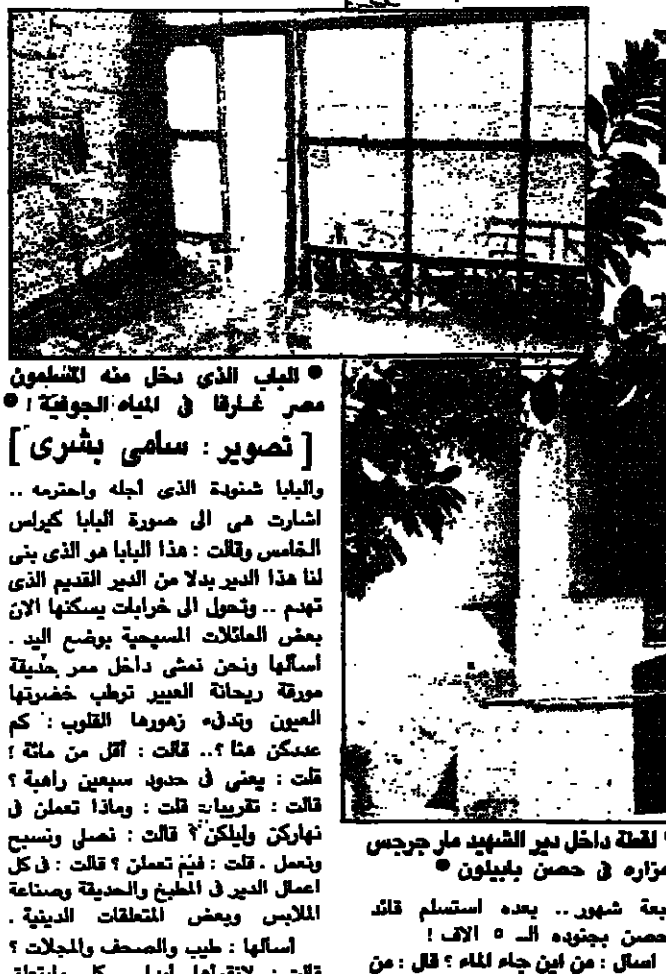 ● الباب الذى دخل منه المسلمون
مصر غارقا فى المياه الجوفية ! ●
[ تصوير : سامى بشرى ]
والبابا شنودة الذى اجله واحترمه ..
اشارت هى الى صورة البابا كيرلس
الخامس وقالت : هذا البابا هو الذى بنى
لنا هذا الدير بدلا من الدير القديم الذى
تهدم .. وتحول الى خرابات يسكنها الان
بعض العائلات المسيحية بوضع اليد .
أسألها ونحن نمشى داخل ممر حديقة
مورقة ريحانة العبير ترطب خضرتها
العيون وتدفىء زهورها القلوب : كم
عددكن هنا ؟.. قالت : أقل من مائة !
قلت : يعنى فى حدود سبعين راهبة ؟
قالت : تقريبا. قلت : وماذا تعملن فى
نهاركن وليلكن ؟ قالت : نصلى ونسبح
ونعمل . قلت : فيم تعملن ؟ قالت : فى كل
اعمال الدير فى المطبخ والحديقة وصناعة
الملابس وبعض المتعلقات الدينية .
أسألها : طيب والصحف والمجلات ؟
قالت : لانقرأها
لقطة داخل دير الشهيد مار جرجس
مزاره فى حصن بابيلون ●
بعة شهور .. بعده استسلم قائد
حصن بجنوده الـ ٥ الاف !
اسال : من اين جاء الماء ؟ قال : من